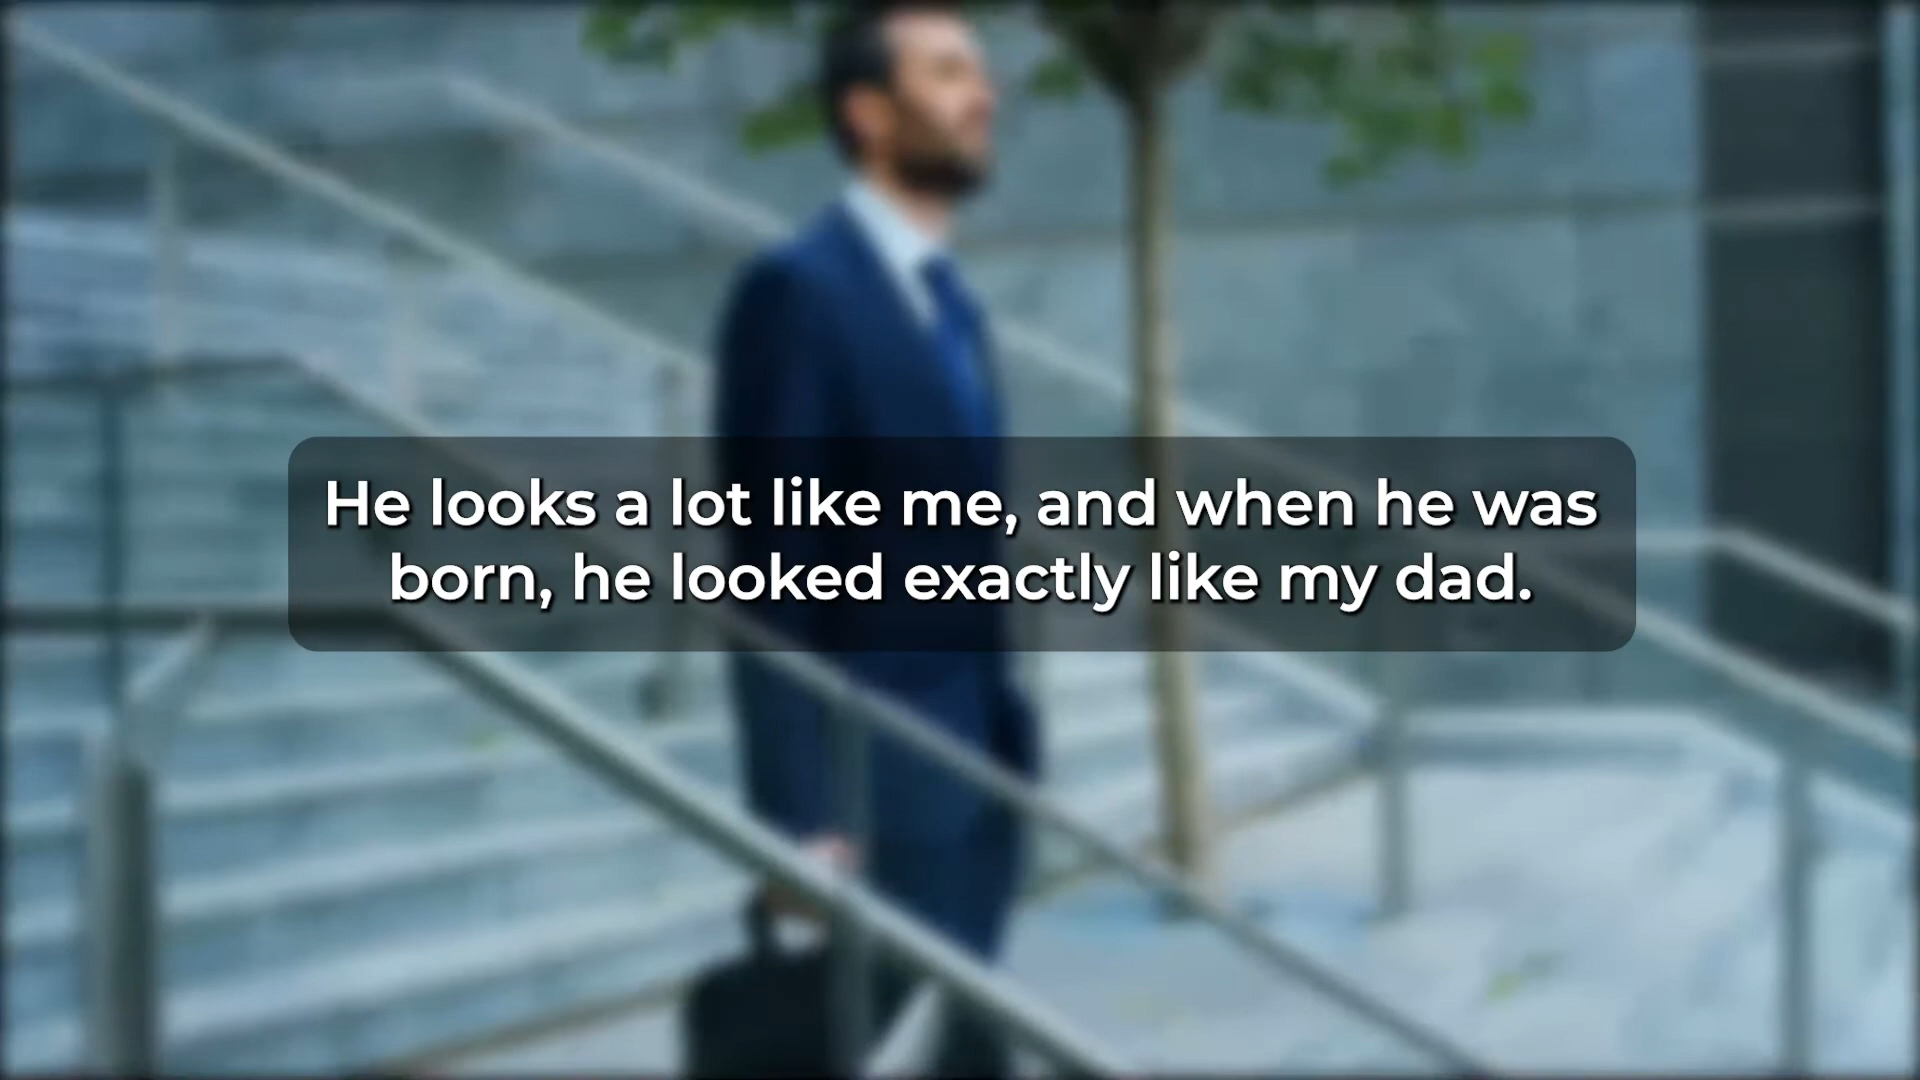 He looks a lot like me, and when he was
born, he looked exactly like my dad.